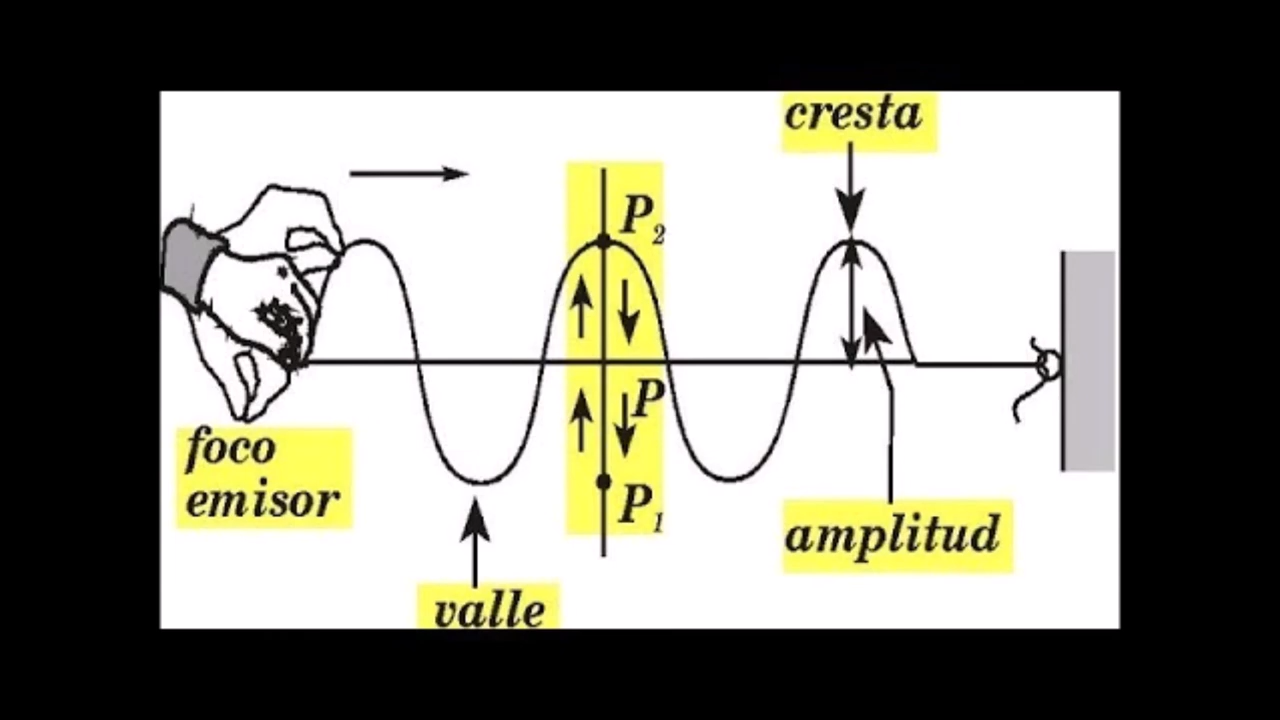 cresta
P₂
P
P₁
foco
emisor
amplitud
valle